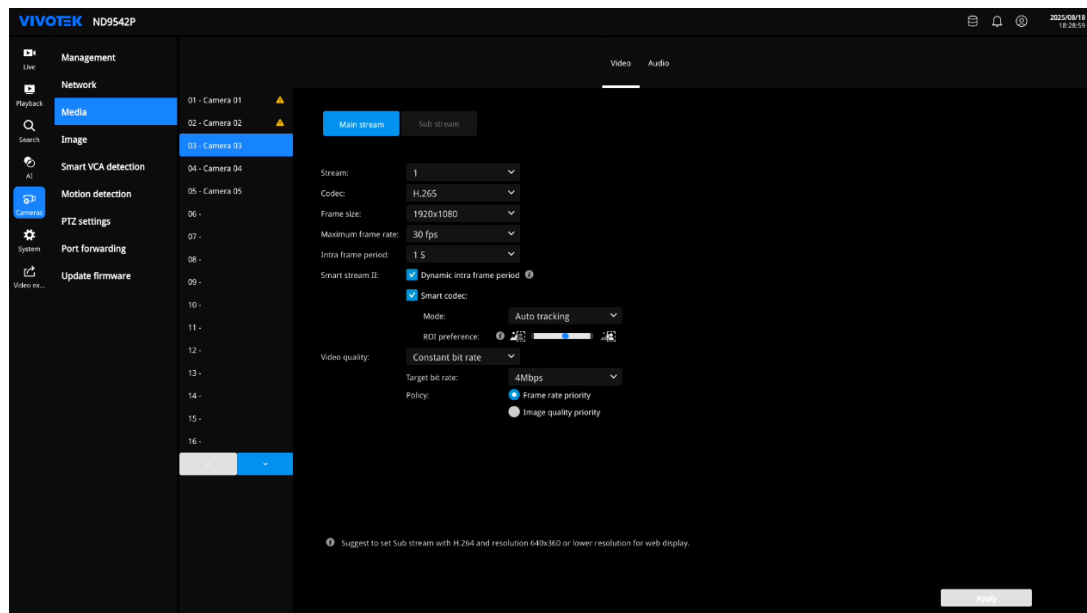 VIVOTEK ND9542P
2025/08/18
18:28:59
Live
Playback
Search
AI
Cameras
System
Video ex...
Management
Network
Media
Image
Smart VCA detection
Motion detection
PTZ settings
Port forwarding
Update firmware
01 - Camera 01
02 - Camera 02
03 - Camera 03
04 - Camera 04
05 - Camera 05
06 -
07 -
08 -
09 -
10 -
11 -
12 -
13 -
14 -
15 -
16 -
Video Audio
Main stream Sub stream
Stream: 1
Codec: H.265
Frame size: 1920x1080
Maximum frame rate: 30 fps
Intra frame period: 1 S
Smart stream II: Dynamic intra frame period
Smart codec:
Mode: Auto tracking
ROI preference:
Video quality: Constant bit rate
Target bit rate: 4Mbps
Policy: Frame rate priority
Image quality priority
Suggest to set Sub stream with H.264 and resolution 640x360 or lower resolution for web display.
Apply